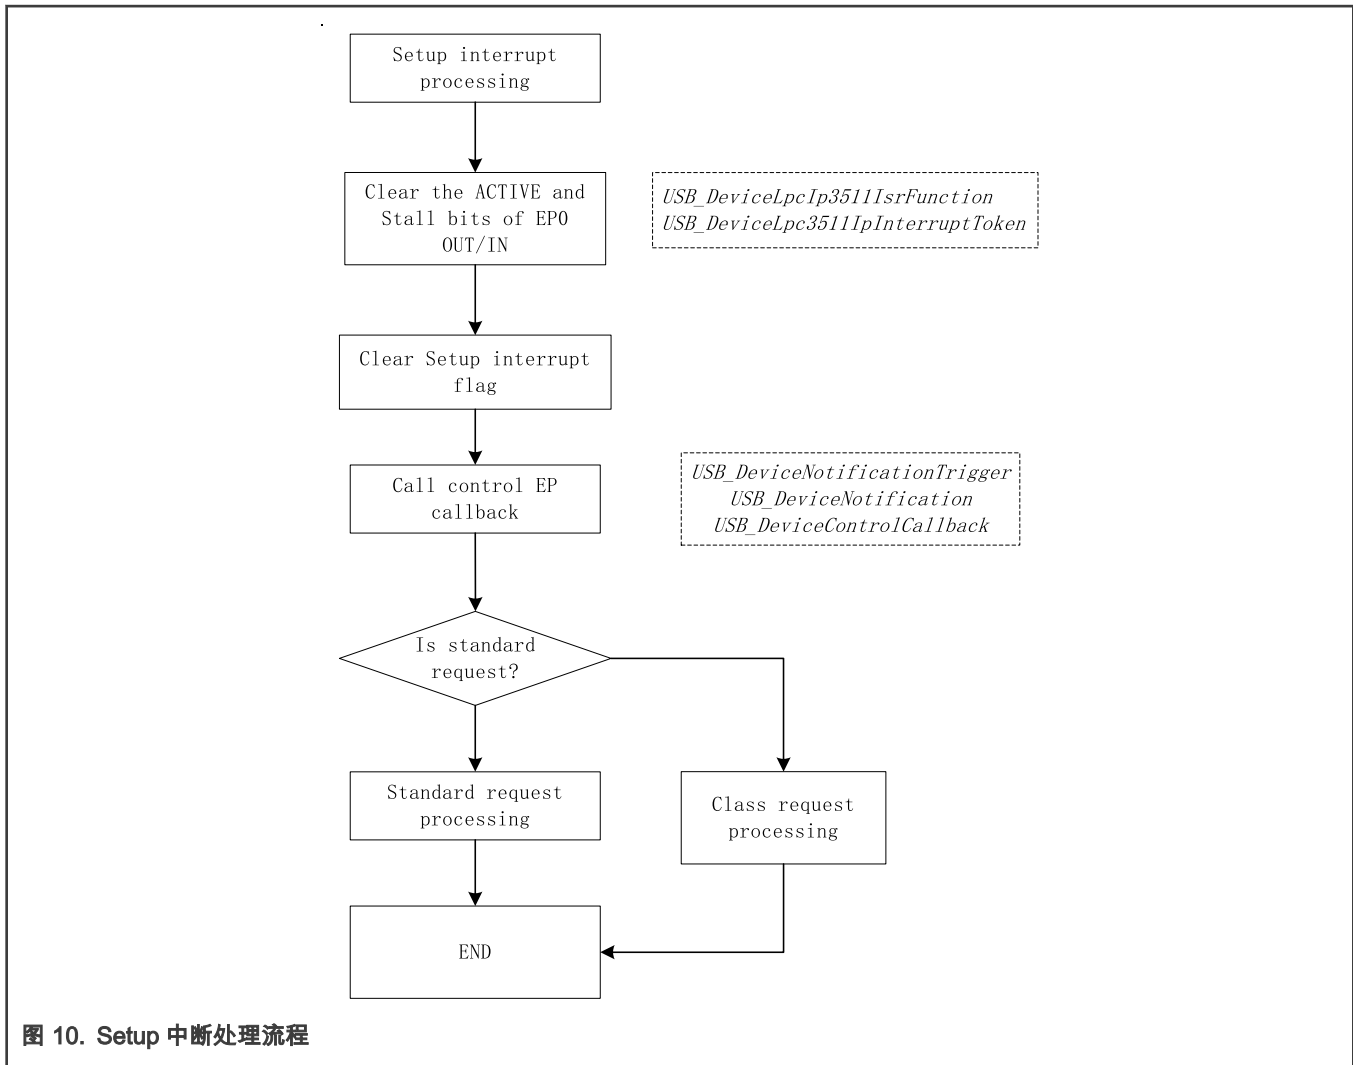 Setup interrupt
processing
Clear the ACTIVE and
Stall bits of EP0
OUT/IN
USB_DeviceLpcIp3511IsrFunction
USB_DeviceLpc3511IpInterruptToken
Clear Setup interrupt
flag
Call control EP
callback
USB_DeviceNotificationTrigger
USB_DeviceNotification
USB_DeviceControlCallback
Is standard
request?
Standard request
processing
Class request
processing
END
图 10. Setup 中断处理流程